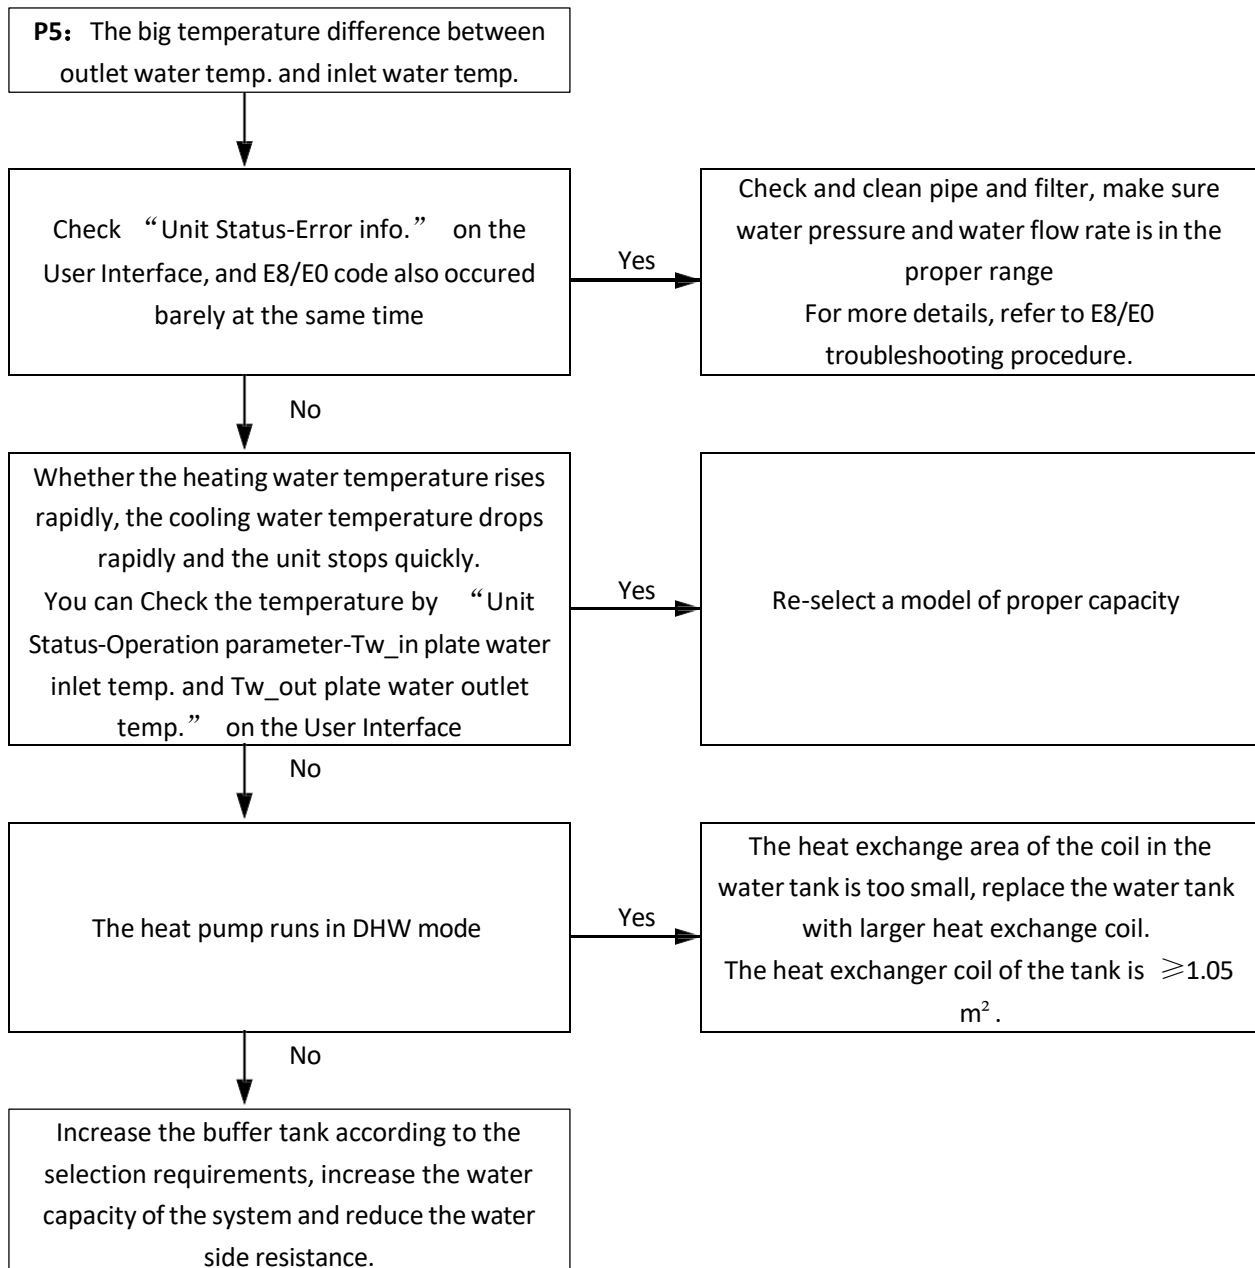 P5: The big temperature difference between
outlet water temp. and inlet water temp.
Check “Unit Status-Error info.” on the
User Interface, and E8/E0 code also occured
barely at the same time
Yes
Check and clean pipe and filter, make sure
water pressure and water flow rate is in the
proper range
For more details, refer to E8/E0
troubleshooting procedure.
No
Whether the heating water temperature rises
rapidly, the cooling water temperature drops
rapidly and the unit stops quickly.
You can Check the temperature by “Unit
Status-Operation parameter-Tw_in plate water
inlet temp. and Tw_out plate water outlet
temp.” on the User Interface
Yes
Re-select a model of proper capacity
No
The heat pump runs in DHW mode
Yes
The heat exchange area of the coil in the
water tank is too small, replace the water tank
with larger heat exchange coil.
The heat exchanger coil of the tank is ≥1.05
m².
No
Increase the buffer tank according to the
selection requirements, increase the water
capacity of the system and reduce the water
side resistance.